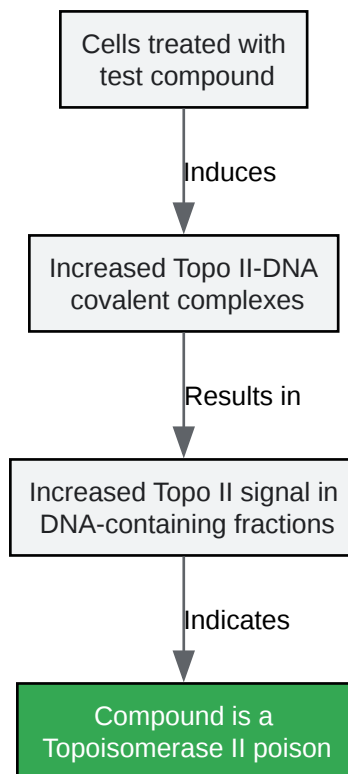 Cells treated with
test compound
Induces
Increased Topo II-DNA
covalent complexes
Results in
Increased Topo II signal in
DNA-containing fractions
Indicates
Compound is a
Topoisomerase II poison